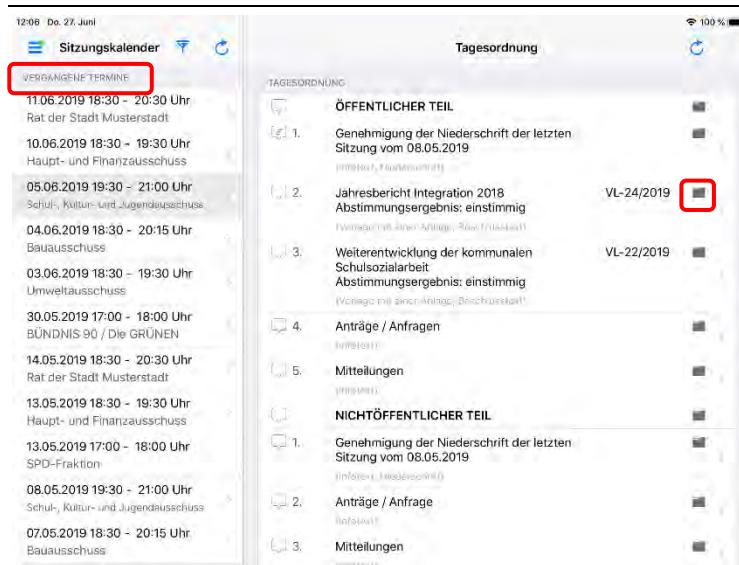 12:06 Do. 27. Juni
100 %
Sitzungskalender
Tagesordnung
VERGANGENE TERMINE
11.06.2019 18:30 - 20:30 Uhr
Rat der Stadt Musterstadt
10.06.2019 18:30 - 19:30 Uhr
Haupt- und Finanzausschuss
05.06.2019 19:30 - 21:00 Uhr
Schul-, Kultur- und Jugendausschuss
04.06.2019 18:30 - 20:15 Uhr
Bauausschuss
03.06.2019 18:30 - 19:30 Uhr
Umweltausschuss
30.05.2019 17:00 - 18:00 Uhr
BÜNDNIS 90 / Die GRÜNEN
14.05.2019 18:30 - 20:30 Uhr
Rat der Stadt Musterstadt
13.05.2019 18:30 - 19:30 Uhr
Haupt- und Finanzausschuss
13.05.2019 17:00 - 18:00 Uhr
SPD-Fraktion
08.05.2019 19:30 - 21:00 Uhr
Schul-, Kultur- und Jugendausschuss
07.05.2019 18:30 - 20:15 Uhr
Bauausschuss
TAGESORDNUNG
ÖFFENTLICHER TEIL
1. Genehmigung der Niederschrift der letzten
Sitzung vom 08.05.2019
2. Jahresbericht Integration 2018 VL-24/2019
Abstimmungsergebnis: einstimmig
3. Weiterentwicklung der kommunalen VL-22/2019
Schulsozialarbeit
Abstimmungsergebnis: einstimmig
4. Anträge / Anfragen
5. Mitteilungen
NICHTÖFFENTLICHER TEIL
1. Genehmigung der Niederschrift der letzten
Sitzung vom 08.05.2019
2. Anträge / Anfrage
3. Mitteilungen